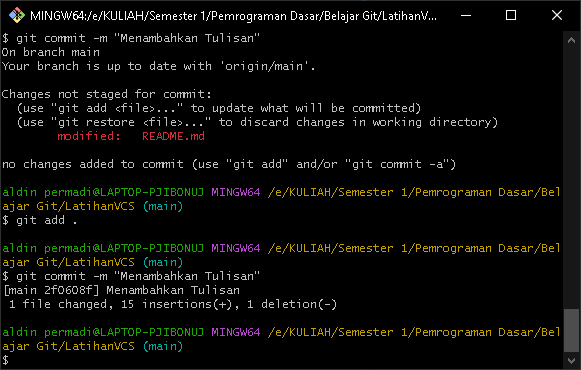 MINGW64:/e/KULIAH/Semester 1/Pemrograman Dasar/Belajar Git/LatihanV...
$ git commit -m "Menambahkan Tulisan"
On branch main
Your branch is up to date with 'origin/main'.
Changes not staged for commit:
  (use "git add <file>..." to update what will be committed)
  (use "git restore <file>..." to discard changes in working directory)
        modified:   README.md
no changes added to commit (use "git add" and/or "git commit -a")
aldin permadi@LAPTOP-PJIBONUJ MINGW64 /e/KULIAH/Semester 1/Pemrograman Dasar/Bel
ajar Git/LatihanVCS (main)
$ git add .
aldin permadi@LAPTOP-PJIBONUJ MINGW64 /e/KULIAH/Semester 1/Pemrograman Dasar/Bel
ajar Git/LatihanVCS (main)
$ git commit -m "Menambahkan Tulisan"
[main 2f0608f] Menambahkan Tulisan
 1 file changed, 15 insertions(+), 1 deletion(-)
aldin permadi@LAPTOP-PJIBONUJ MINGW64 /e/KULIAH/Semester 1/Pemrograman Dasar/Bel
ajar Git/LatihanVCS (main)
$